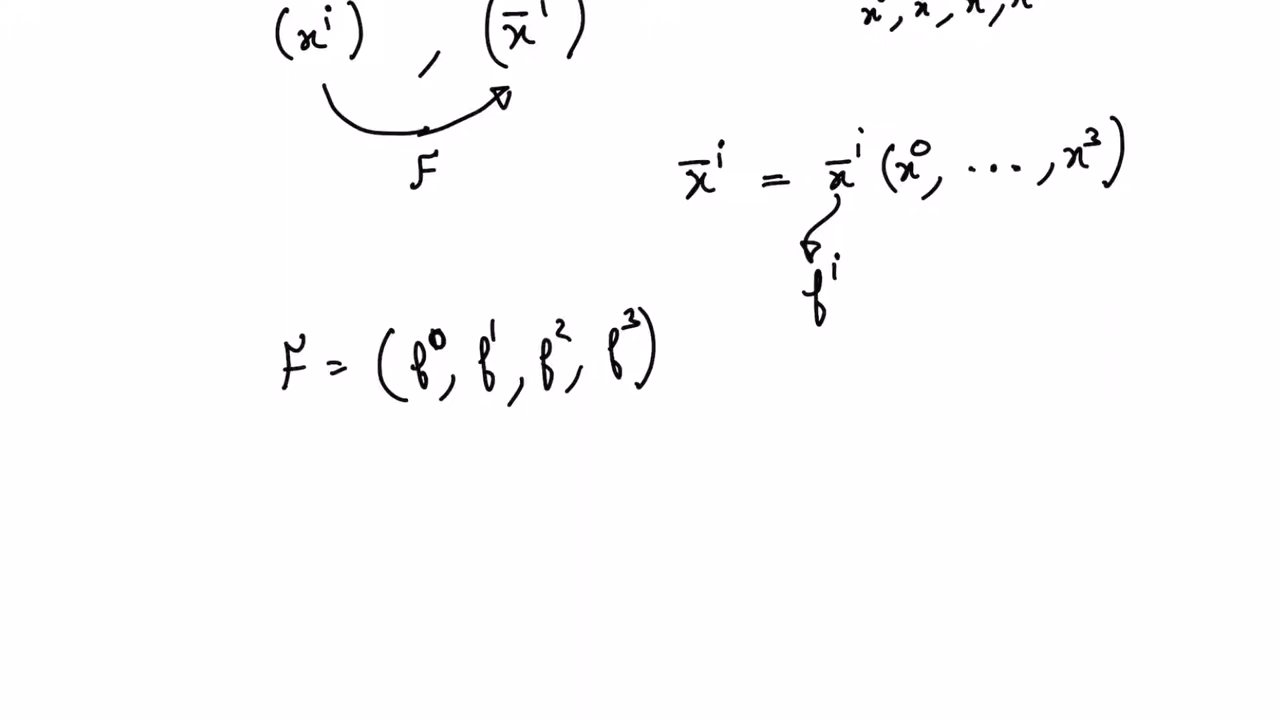 (xⁱ) , (x̄ⁱ)
F
x̄ⁱ = x̄ⁱ (x⁰, ⋯, x³)
fⁱ
F = (f⁰, f¹, f², f³)